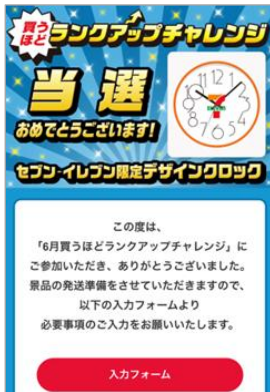 買う
ほど
ランクアップチャレンジ
当選
おめでとうございます!
セブン‐イレブン限定デザインクロック
この度は、
「6月買うほどランクアップチャレンジ」に
ご参加いただき、ありがとうございました。
景品の発送準備をさせていただきますので、
以下の入力フォームより
必要事項のご入力をお願いいたします。
入力フォーム